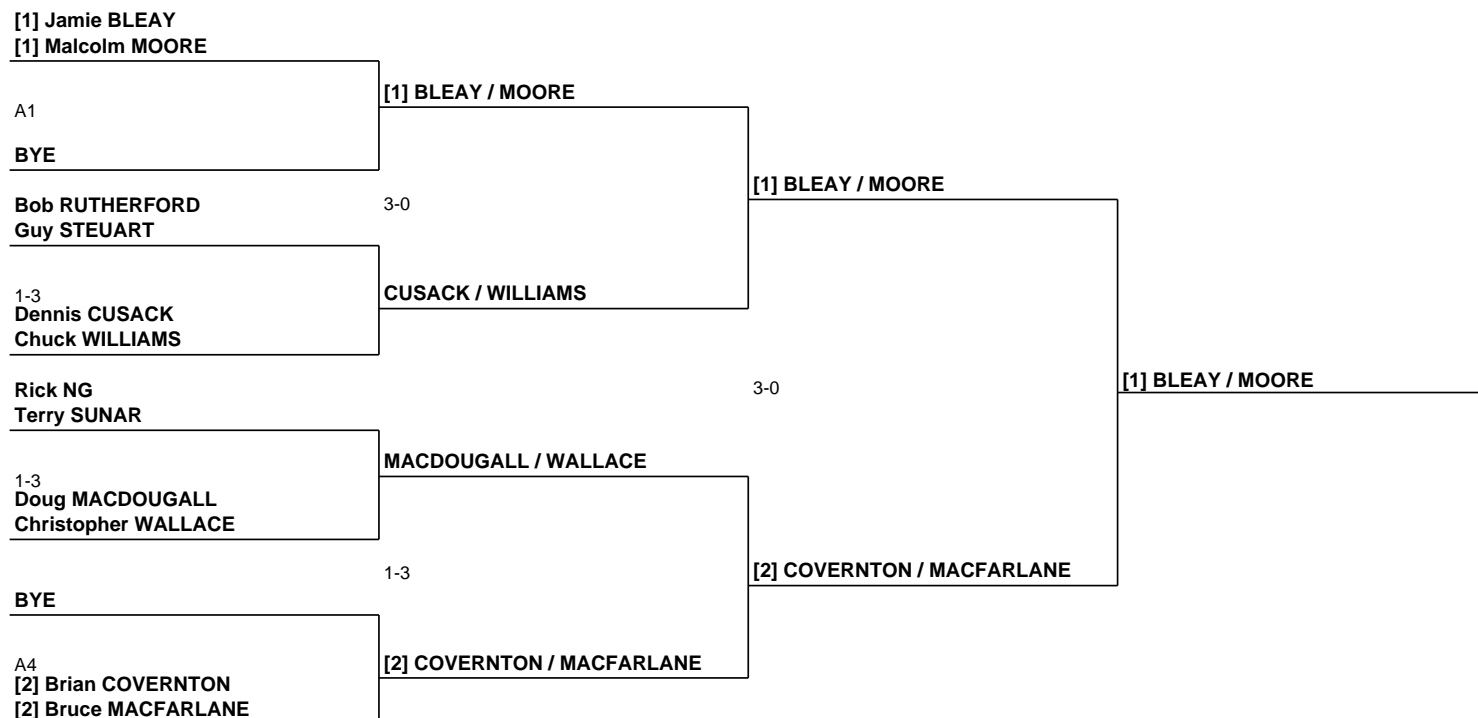 [1] Jamie BLEAY
[1] Malcolm MOORE
[1] BLEAY / MOORE
A1
BYE
[1] BLEAY / MOORE
Bob RUTHERFORD
3-0
Guy STEUART
1-3
CUSACK / WILLIAMS
Dennis CUSACK
Chuck WILLIAMS
[1] BLEAY / MOORE
Rick NG
3-0
Terry SUNAR
MACDOUGALL / WALLACE
1-3
Doug MACDOUGALL
Christopher WALLACE
1-3
[2] COVERNTON / MACFARLANE
BYE
A4
[2] COVERNTON / MACFARLANE
[2] Brian COVERNTON
[2] Bruce MACFARLANE